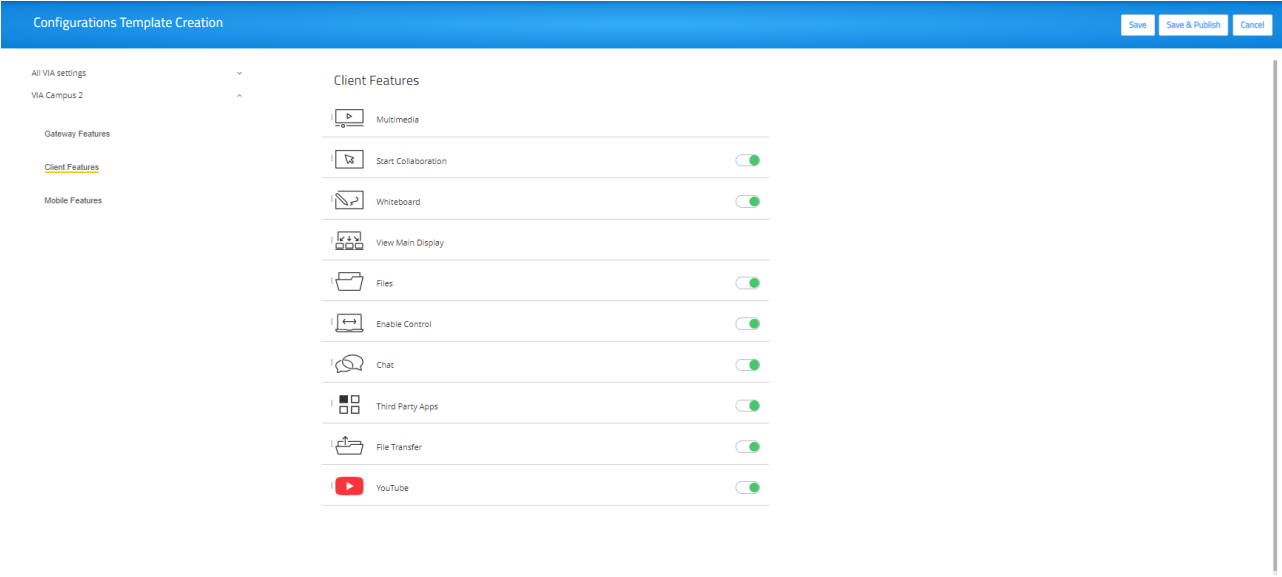 Configurations Template Creation
Save
Save & Publish
Cancel
All VIA settings
VIA Campus 2
Gateway Features
Client Features
Mobile Features
Client Features
Multimedia
Start Collaboration
Whiteboard
View Main Display
Files
Enable Control
Chat
Third Party Apps
File Transfer
YouTube